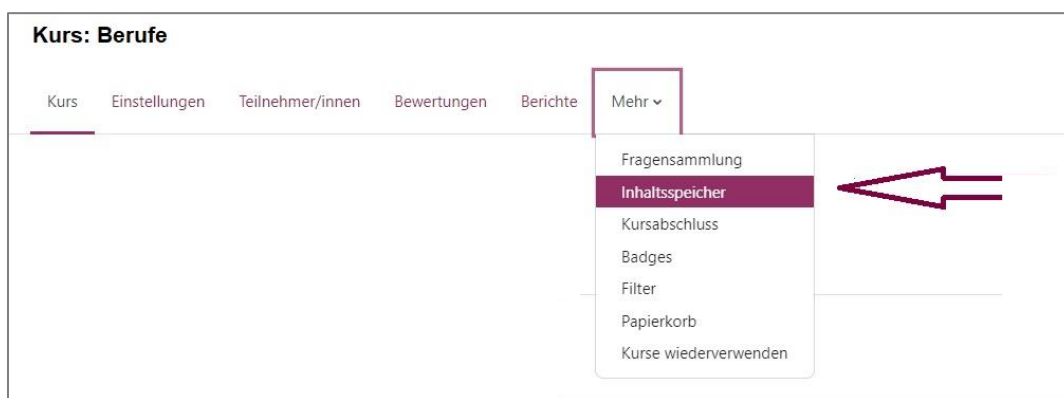 Kurs: Berufe
Kurs Einstellungen Teilnehmer/innen Bewertungen Berichte Mehr
Fragensammlung
Inhaltsspeicher
Kursabschluss
Badges
Filter
Papierkorb
Kurse wiederverwenden